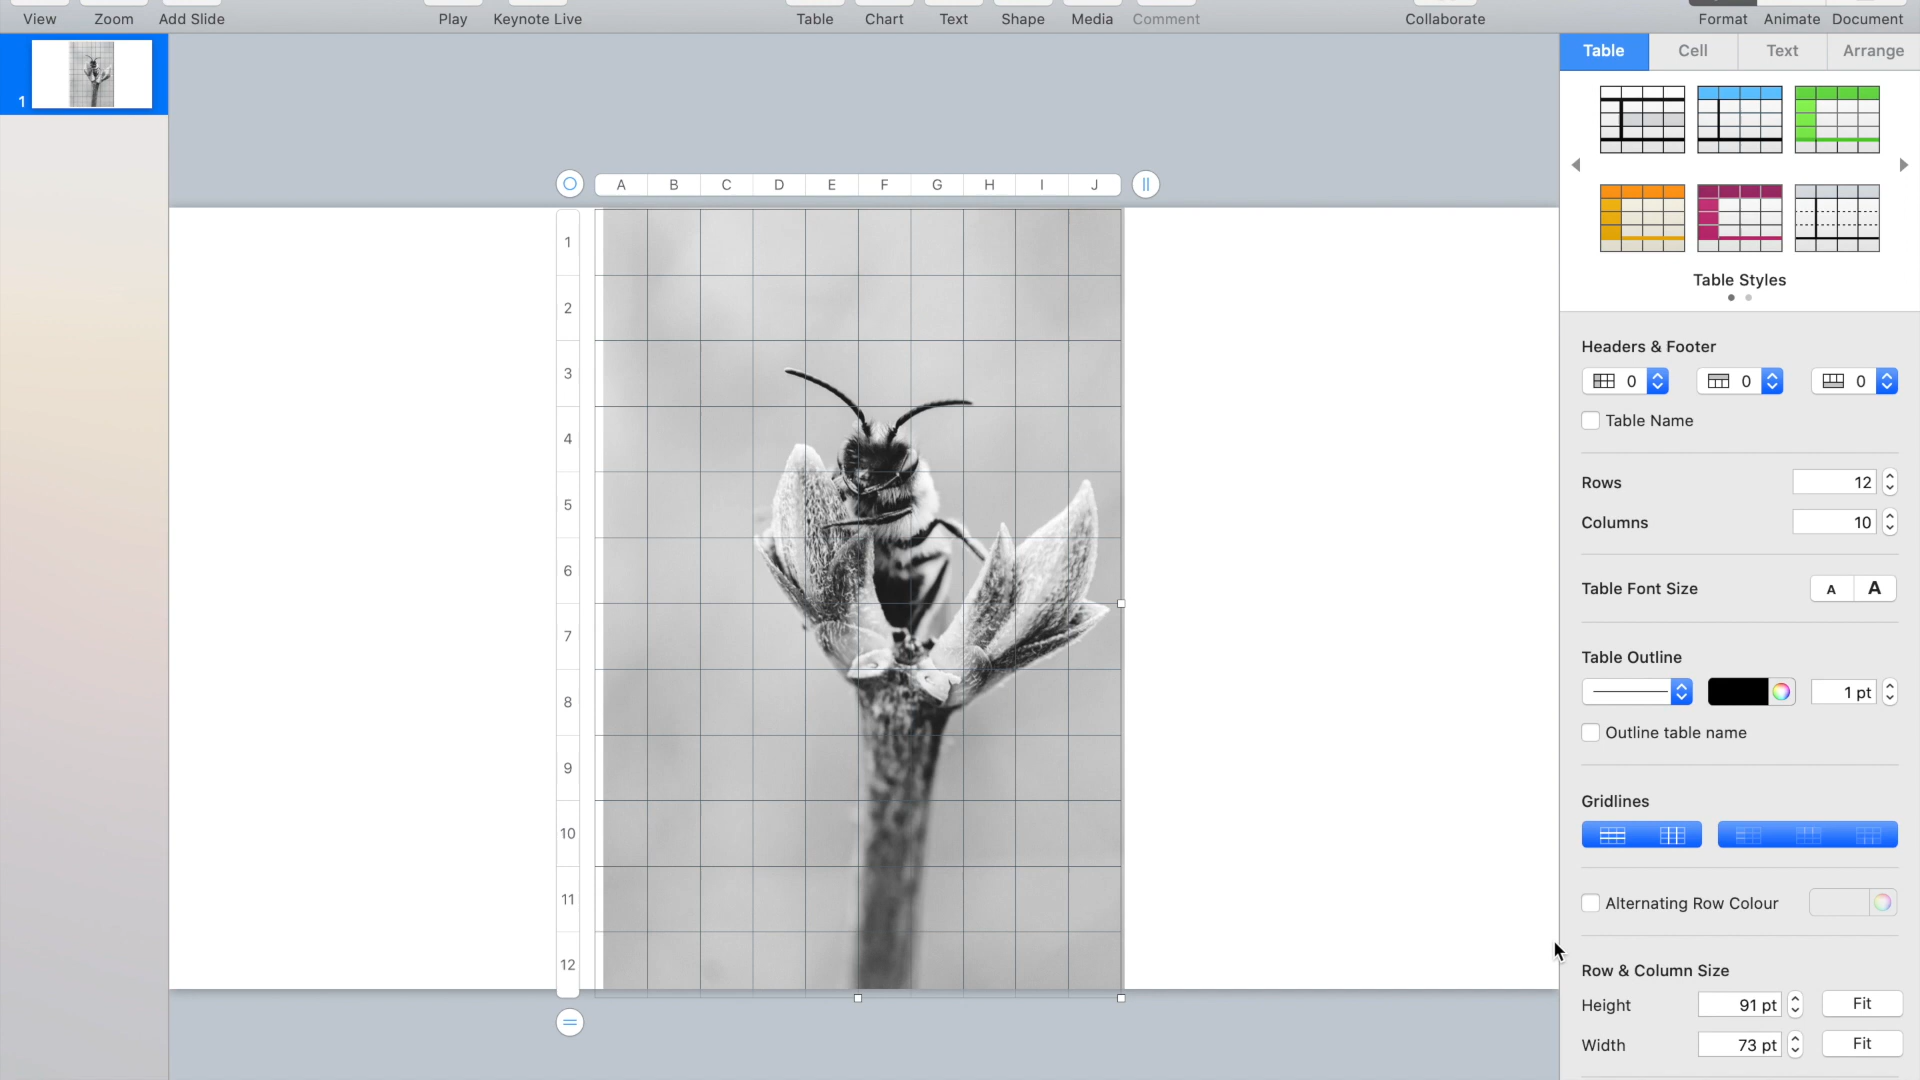 View Zoom Add Slide Play Keynote Live Table Chart Text Shape Media Comment Collaborate Format Animate Document
Table Cell Text Arrange
1
A B C D E F G H I J
1
2
3
4
5
6
7
8
9
10
11
12
Table Styles
Headers & Footer
0 0 0
Table Name
Rows 12
Columns 10
Table Font Size A A
Table Outline
1 pt
Outline table name
Gridlines
Alternating Row Colour
Row & Column Size
Height 91 pt Fit
Width 73 pt Fit